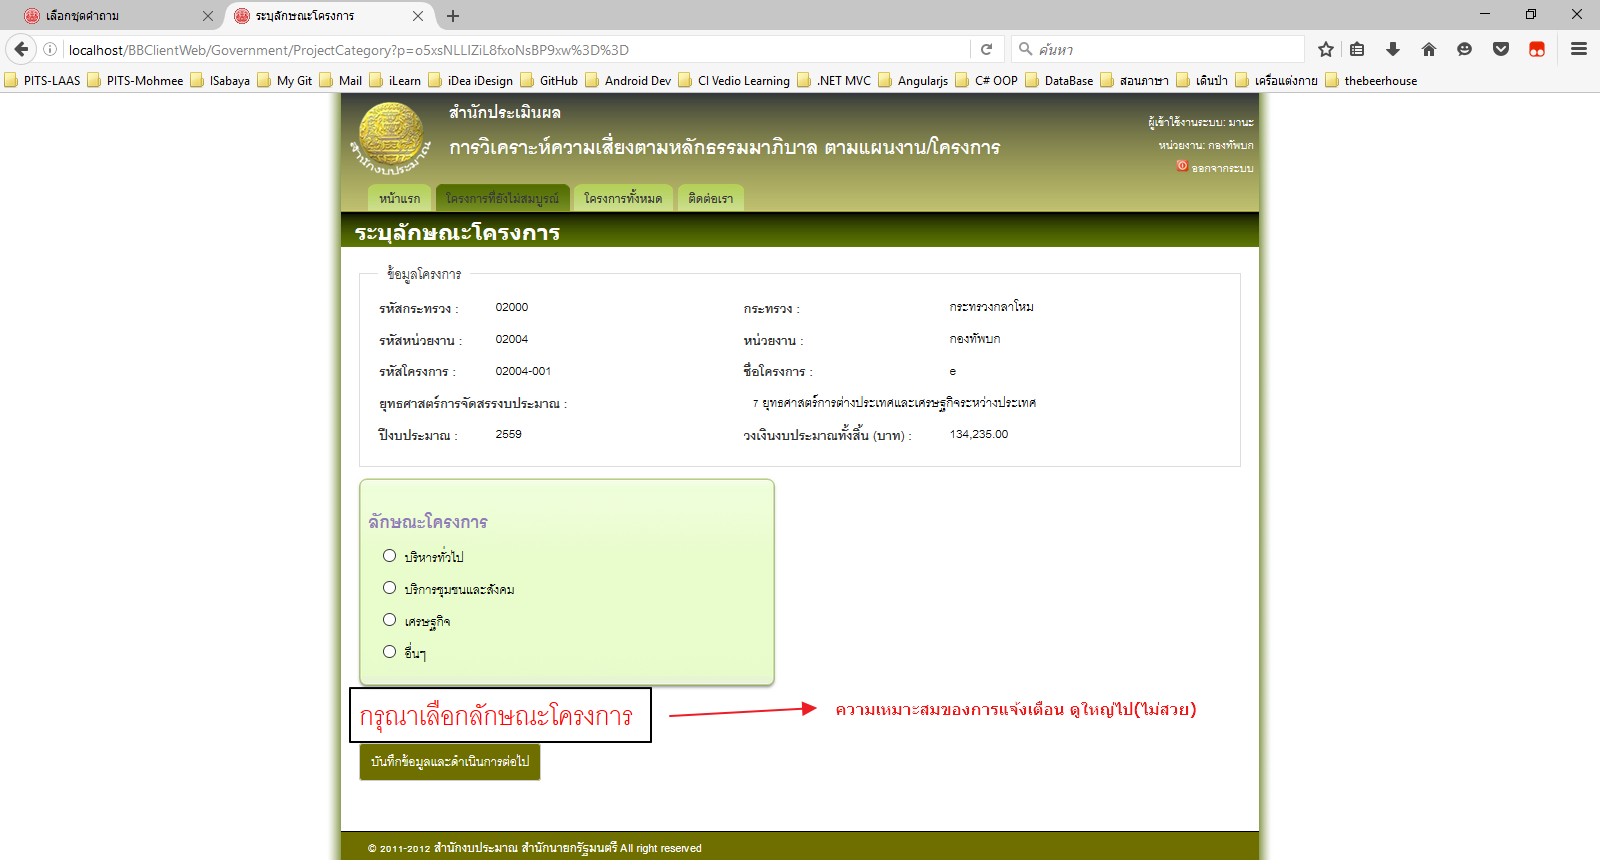 เลือกชุดคำถาม
ระบุลักษณะโครงการ
localhost/BBClientWeb/Government/ProjectCategory?p=o5xsNLLIZiL8fxoNsBP9xw%3D%3D
ค้นหา
PITS-LAAS PITS-Mohmee ISabaya My Git Mail iLearn iDea iDesign GitHub Android Dev CI Vedio Learning .NET MVC Angularjs C# OOP DataBase สอนภาษา เดินป่า เครื่อแต่งกาย thebeerhouse
สำนักงบประมาณ
สำนักประเมินผล
การวิเคราะห์ความเสี่ยงตามหลักธรรมมาภิบาล ตามแผนงาน/โครงการ
ผู้เข้าใช้งานระบบ: มานะ
หน่วยงาน: กองทัพบก
ออกจากระบบ
หน้าแรก โครงการที่ยังไม่สมบูรณ์ โครงการทั้งหมด ติดต่อเรา
ระบุลักษณะโครงการ
ข้อมูลโครงการ
รหัสกระทรวง : 02000 กระทรวง : กระทรวงกลาโหม
รหัสหน่วยงาน : 02004 หน่วยงาน : กองทัพบก
รหัสโครงการ : 02004-001 ชื่อโครงการ : e
ยุทธศาสตร์การจัดสรรงบประมาณ : 7 ยุทธศาสตร์การต่างประเทศและเศรษฐกิจระหว่างประเทศ
ปีงบประมาณ : 2559 วงเงินงบประมาณทั้งสิ้น (บาท) : 134,235.00
ลักษณะโครงการ
บริหารทั่วไป
บริการชุมชนและสังคม
เศรษฐกิจ
อื่นๆ
กรุณาเลือกลักษณะโครงการ
ความเหมาะสมของการแจ้งเตือน ดูใหญ่ไป(ไม่สวย)
บันทึกข้อมูลและดำเนินการต่อไป
© 2011-2012 สำนักงบประมาณ สำนักนายกรัฐมนตรี All right reserved